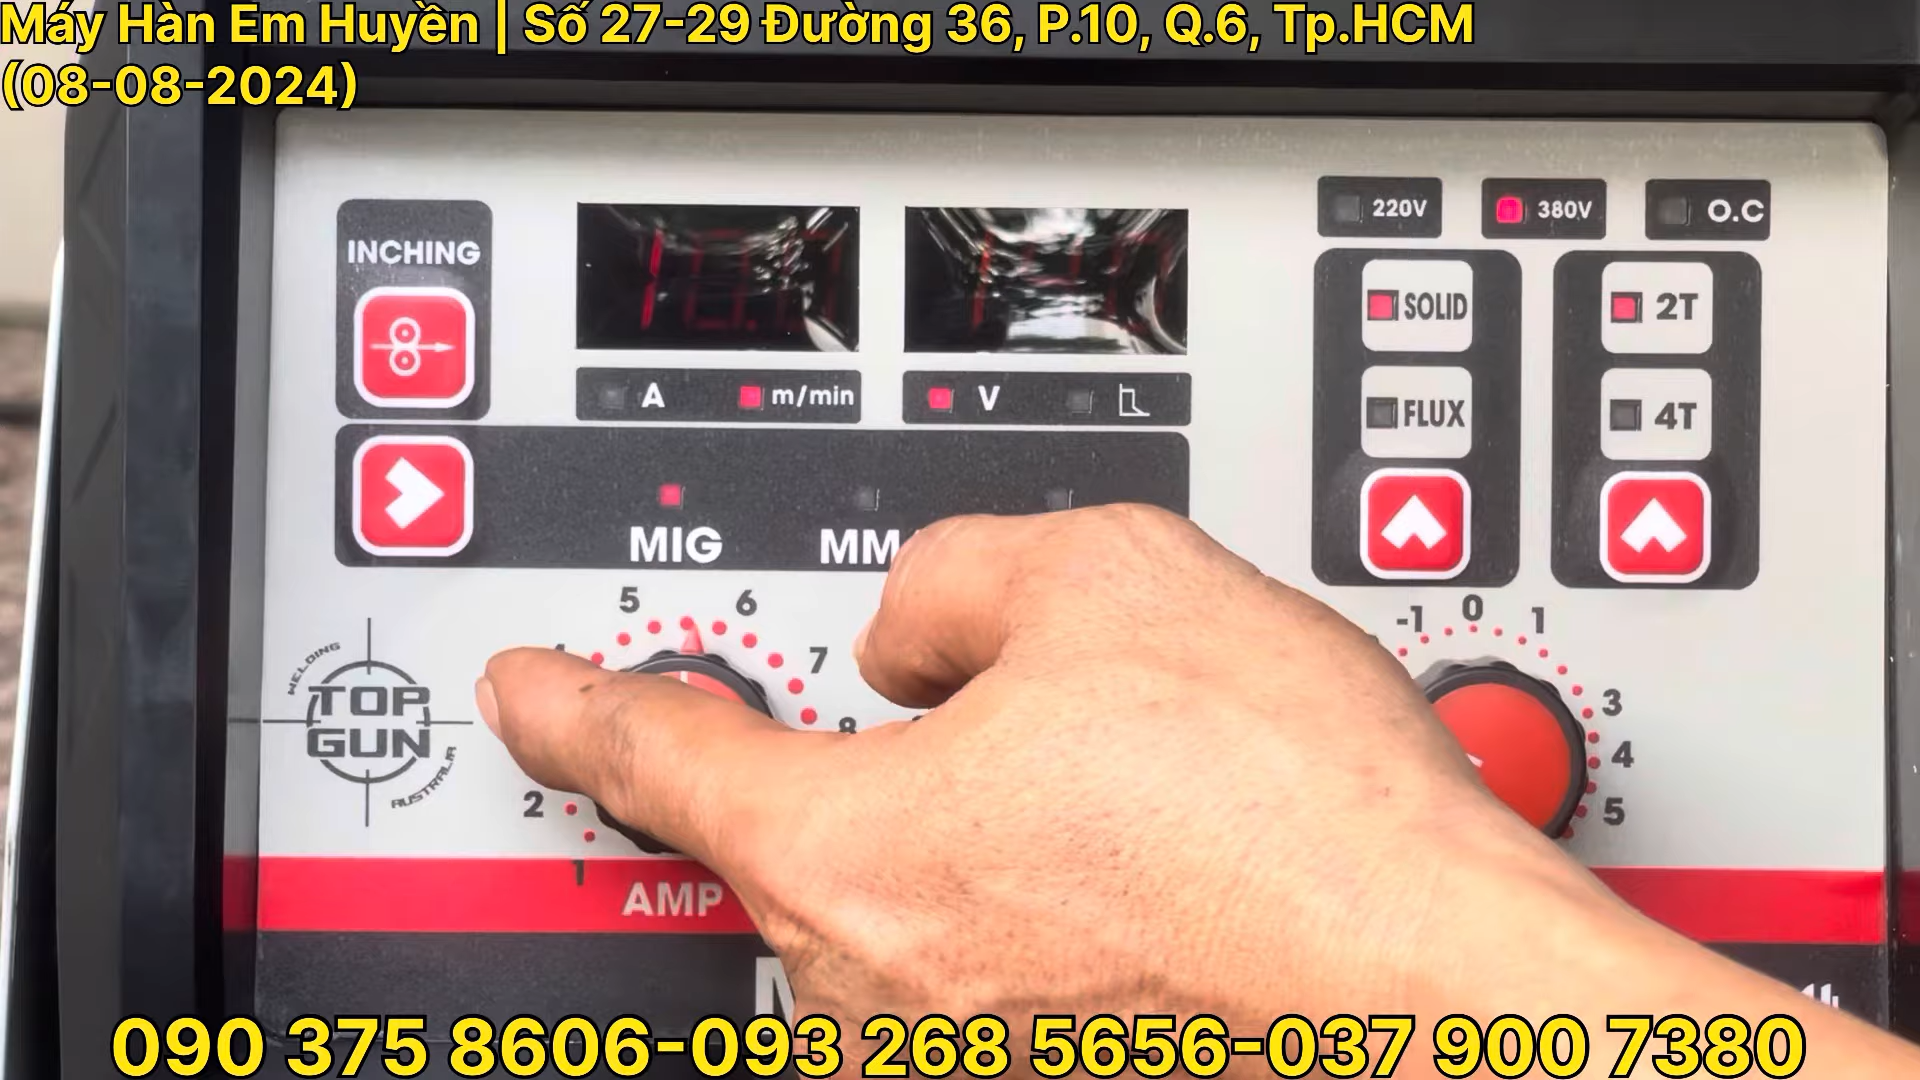 Máy Hàn Em Huyền | Số 27-29 Đường 36, P.10, Q.6, Tp.HCM
(08-08-2024)
220V 380V O.C
INCHING
SOLID 2T
A m/min V
FLUX 4T
MIG
5 6
-1 0 1
7
WELDING
TOP
GUN
AUSTRALIA
8
3
4
2
5
1
AMP
090 375 8606-093 268 5656-037 900 7380